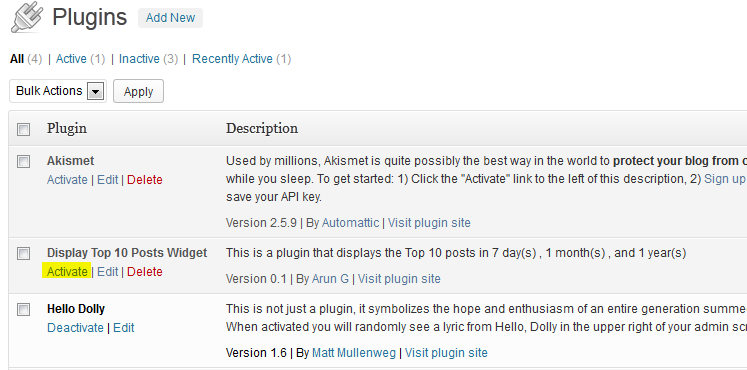 Plugins Add New
All (4) | Active (1) | Inactive (3) | Recently Active (1)
Bulk Actions Apply
Plugin Description
Akismet Used by millions, Akismet is quite possibly the best way in the world to protect your blog from
Activate | Edit | Delete while you sleep. To get started: 1) Click the "Activate" link to the left of this description, 2) Sign up
save your API key.
Version 2.5.9 | By Automattic | Visit plugin site
Display Top 10 Posts Widget This is a plugin that displays the Top 10 posts in 7 day(s) , 1 month(s) , and 1 year(s)
Activate | Edit | Delete Version 0.1 | By Arun G | Visit plugin site
Hello Dolly This is not just a plugin, it symbolizes the hope and enthusiasm of an entire generation summe
Deactivate | Edit When activated you will randomly see a lyric from Hello, Dolly in the upper right of your admin scr
Version 1.6 | By Matt Mullenweg | Visit plugin site